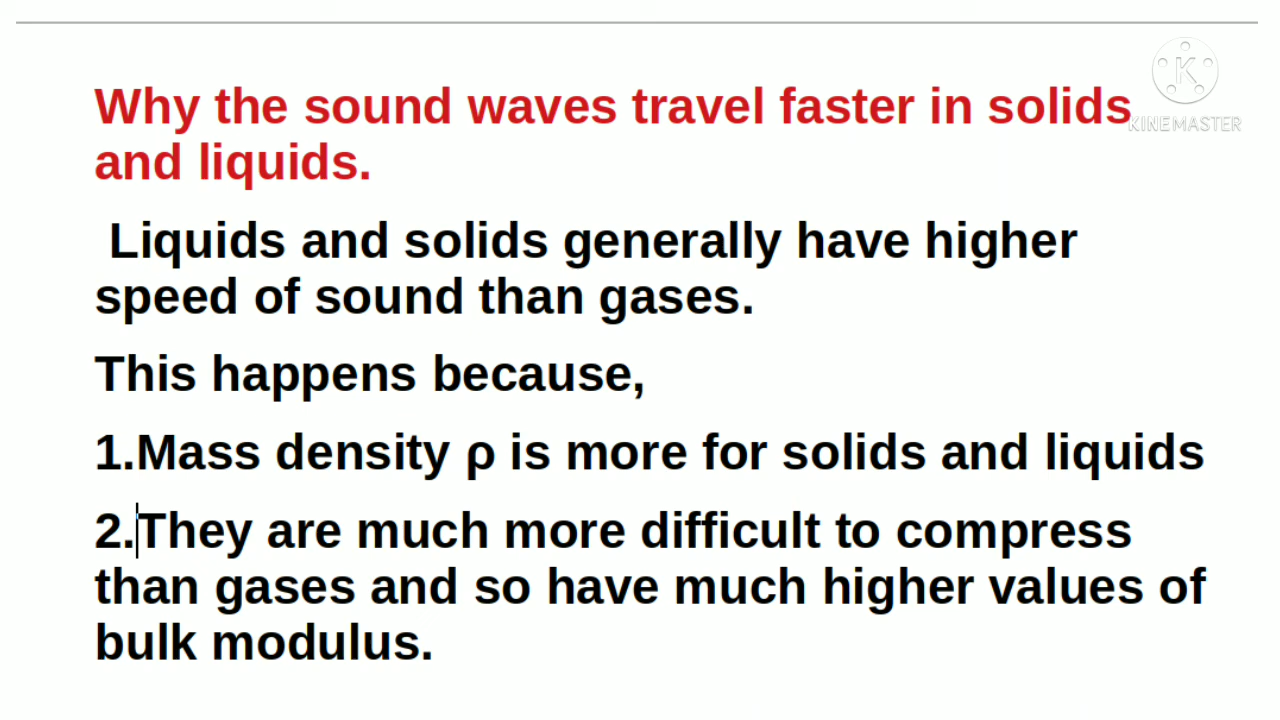 Why the sound waves travel faster in solids
and liquids.
KINEMASTER
Liquids and solids generally have higher
speed of sound than gases.
This happens because,
1.Mass density ρ is more for solids and liquids
2.They are much more difficult to compress
than gases and so have much higher values of
bulk modulus.